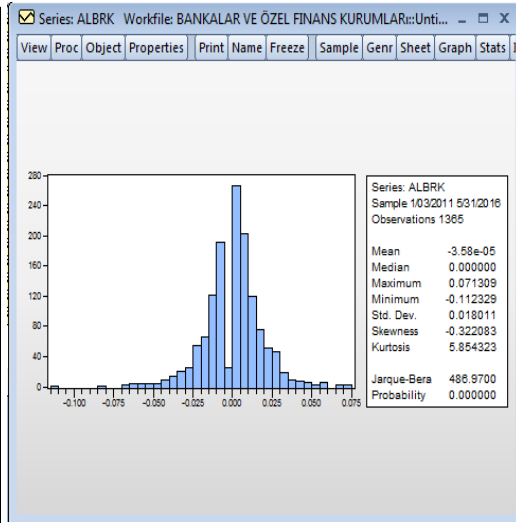 Series: ALBRK Workfile: BANKALAR VE ÖZEL FİNANS KURUMLARı::Unti...
View Proc Object Properties Print Name Freeze Sample Genr Sheet Graph Stats
280
240
200
160
120
80
40
0
-0.100 -0.075 -0.050 -0.025 0.000 0.025 0.050 0.075
Series: ALBRK
Sample 1/03/2011 5/31/2016
Observations 1365
Mean -3.58e-05
Median 0.000000
Maximum 0.071309
Minimum -0.112329
Std. Dev. 0.018011
Skewness -0.322083
Kurtosis 5.854323
Jarque-Bera 486.9700
Probability 0.000000